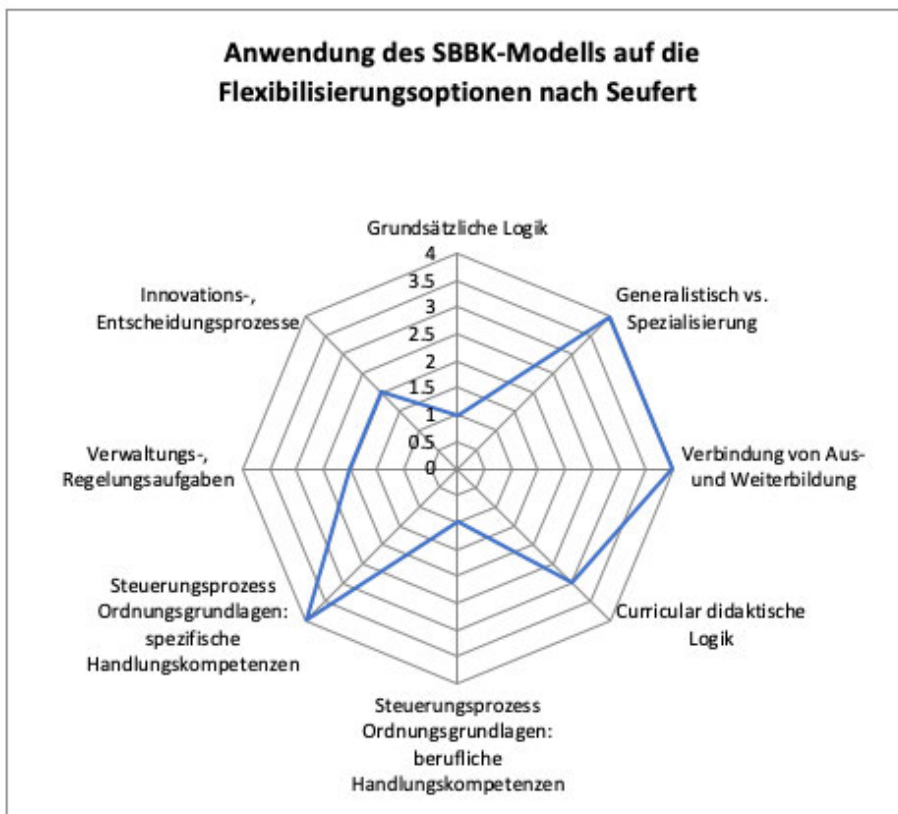 Anwendung des SBBK-Modells auf die
Flexibilisierungsoptionen nach Seufert
Grundsätzliche Logik
4
3.5
3
2.5
2
1.5
1
0.5
0
Generalistisch vs.
Spezialisierung
Verbindung von Aus-
und Weiterbildung
Curricular didaktische
Logik
Steuerungsprozess
Ordnungsgrundlagen:
berufliche
Handlungskompetenzen
Steuerungsprozess
Ordnungsgrundlagen:
spezifische
Handlungskompetenzen
Verwaltungs-,
Regelungsaufgaben
Innovations-,
Entscheidungsprozesse